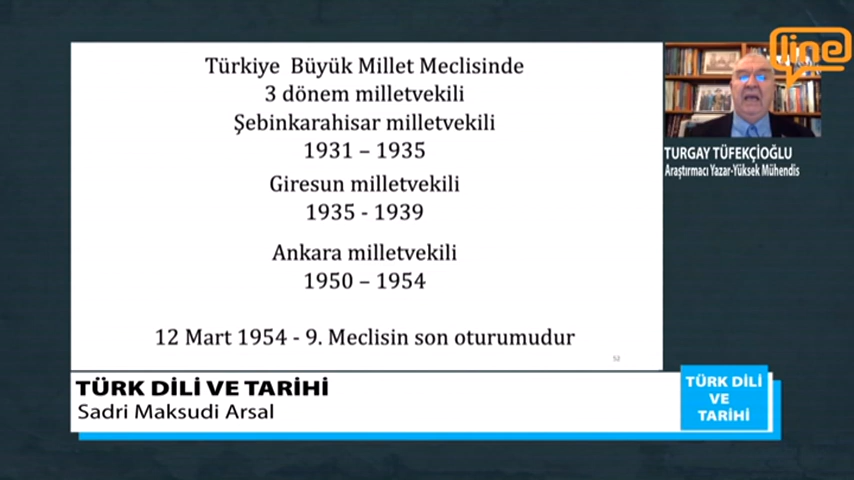 Türkiye Büyük Millet Meclisinde
3 dönem milletvekili
Şebinkarahisar milletvekili
1931 – 1935
Giresun milletvekili
1935 - 1939
Ankara milletvekili
1950 – 1954
12 Mart 1954 - 9. Meclisin son oturumudur
52
line
TURGAY TÜFEKÇİOĞLU
Araştırmacı Yazar-Yüksek Mühendis
TÜRK DİLİ VE TARİHİ
Sadri Maksudi Arsal
TÜRK DİLİ
VE
TARİHİ